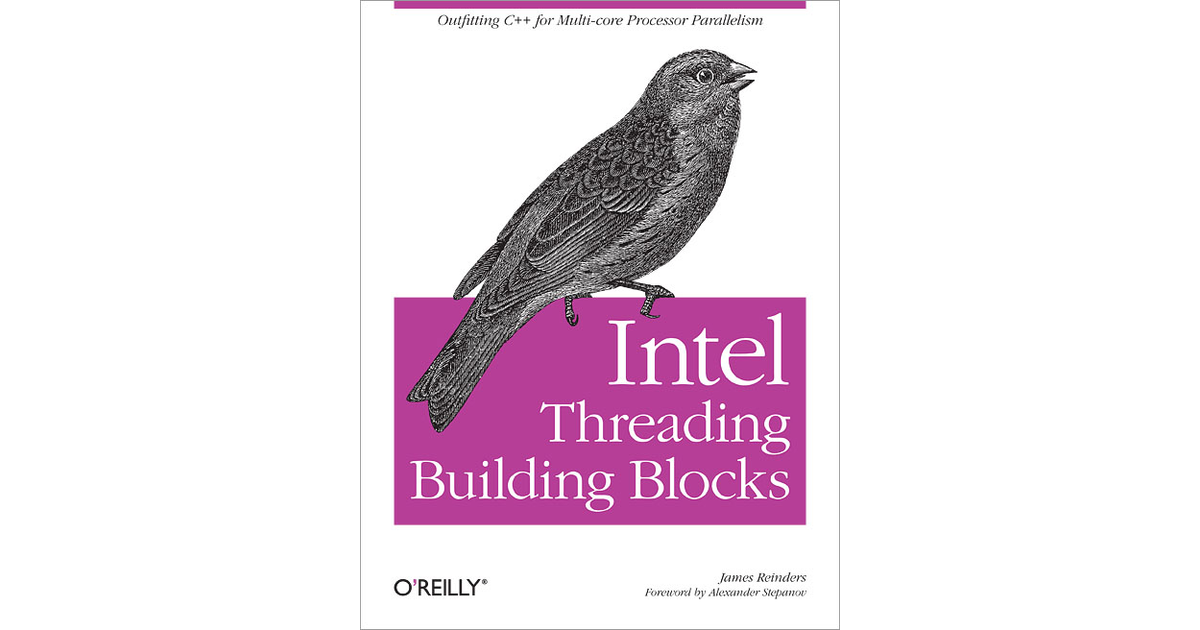 Outfitting C++ for Multi-core Processor Parallelism
Intel
Threading
Building Blocks
O'REILLY®
James Reinders
Foreword by Alexander Stepanov